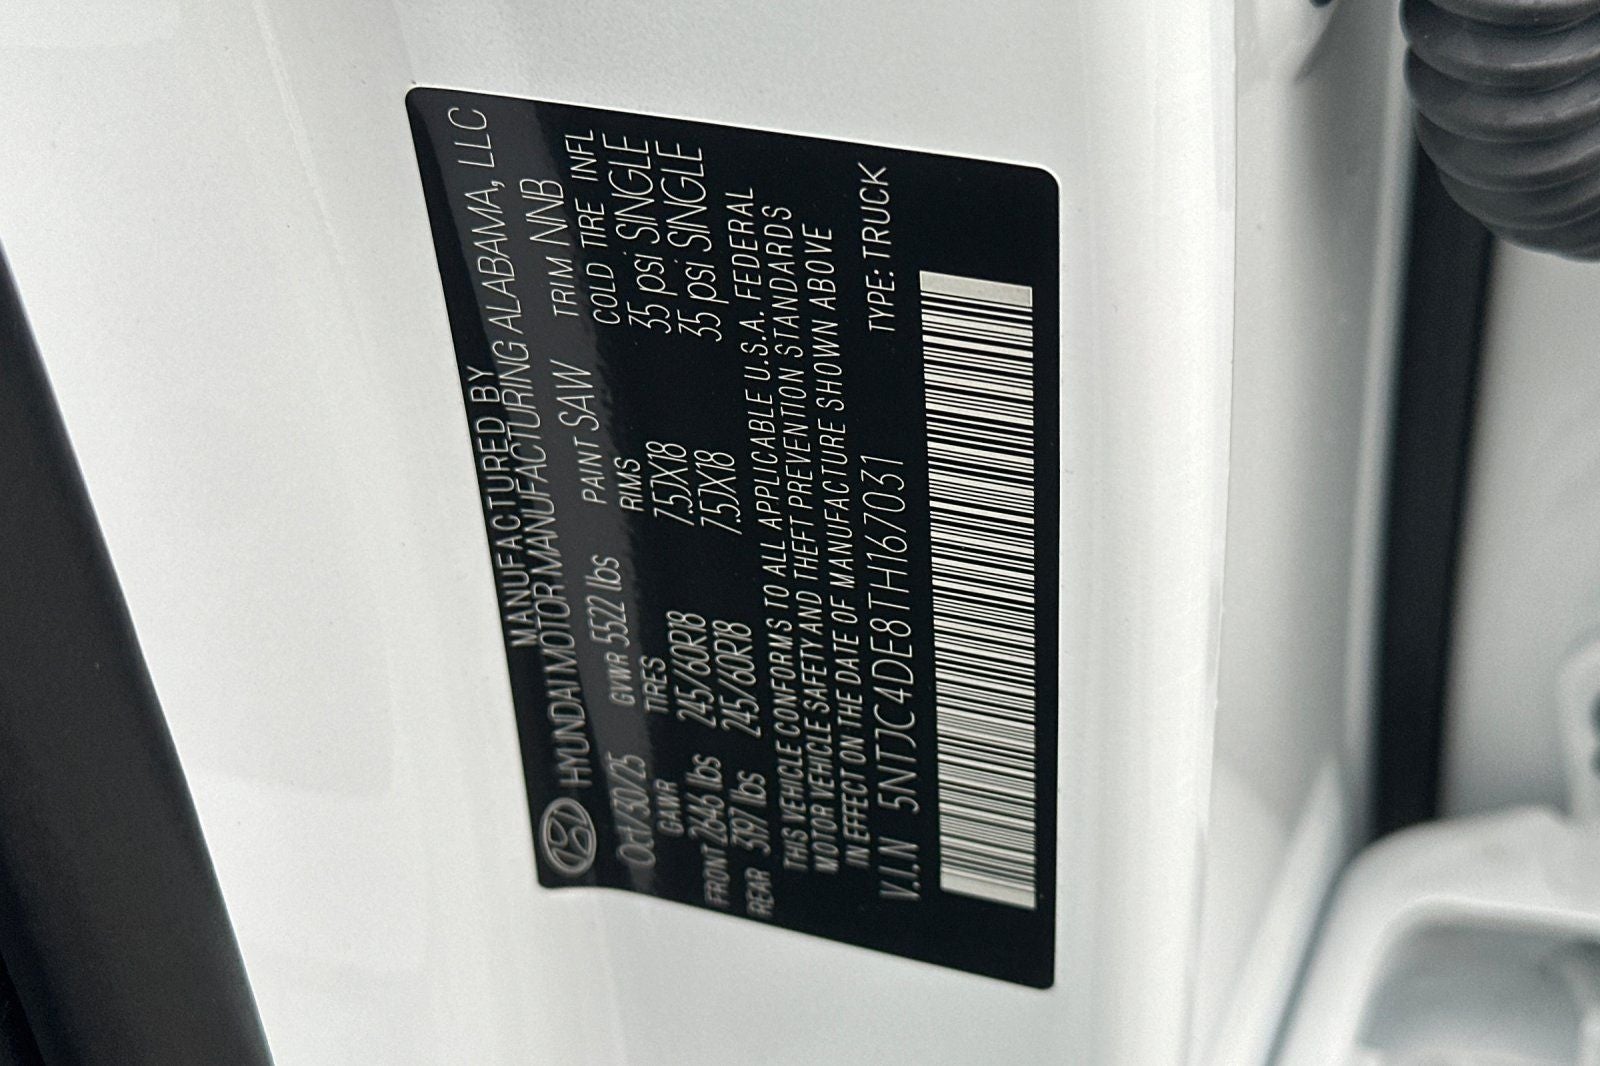 MANUFACTURED BY
HYUNDAI MOTOR MANUFACTURING ALABAMA, LLC
Oct/30/25 GVWR 5522 lbs PAINT SAW TRIM NNB
GAWR TIRES RIMS COLD TIRE INFL
FRONT 2646 lbs 245/60R18 7.5JX18 35 psi SINGLE
REAR 3197 lbs 245/60R18 7.5JX18 35 psi SINGLE
THIS VEHICLE CONFORMS TO ALL APPLICABLE U.S.A. FEDERAL
MOTOR VEHICLE SAFETY AND THEFT PREVENTION STANDARDS
IN EFFECT ON THE DATE OF MANUFACTURE SHOWN ABOVE
V.I.N 5NTJC4DE8TH167031 TYPE: TRUCK